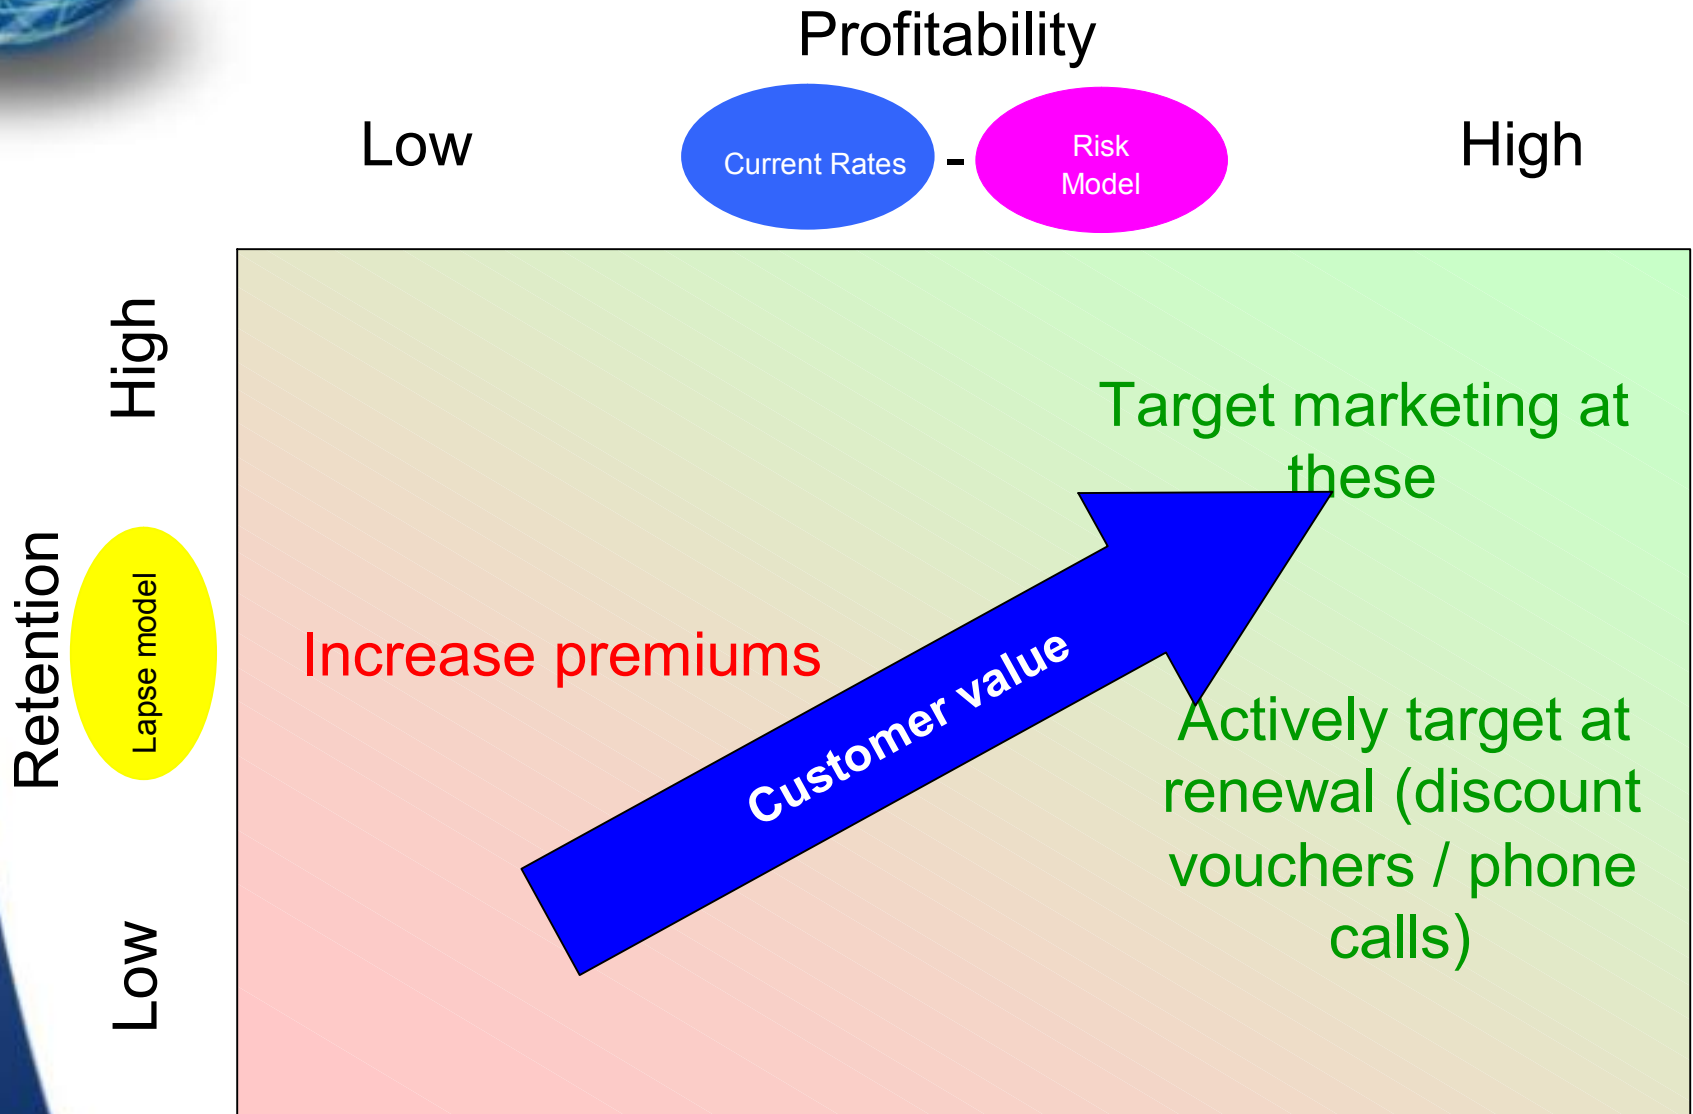 Profitability
Low
Current Rates
-
Risk
Model
High
High
Retention
Lapse model
Low
Target marketing at
these
Increase premiums
Customer value
Actively target at
renewal (discount
vouchers / phone
calls)